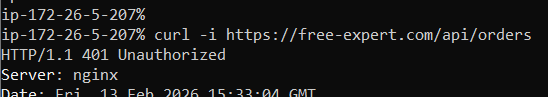 ip-172-26-5-207%
ip-172-26-5-207% curl -i https://free-expert.com/api/orders
HTTP/1.1 401 Unauthorized
Server: nginx
Date: Fri, 13 Feb 2026 15:33:04 GMT